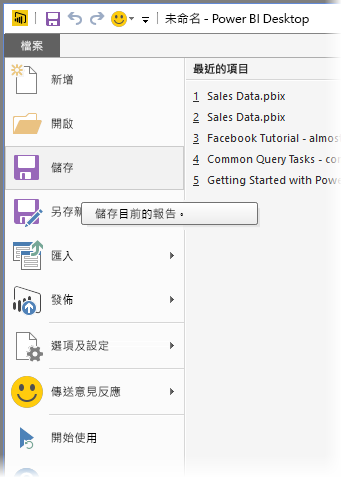 未命名 - Power BI Desktop
檔案
新增
開啟
儲存
另存
儲存目前的報告。
匯入
發佈
選項及設定
傳送意見反應
開始使用
最近的項目
1 Sales Data.pbix
2 Sales Data.pbix
3 Facebook Tutorial - almos
4 Common Query Tasks - co
5 Getting Started with Powe